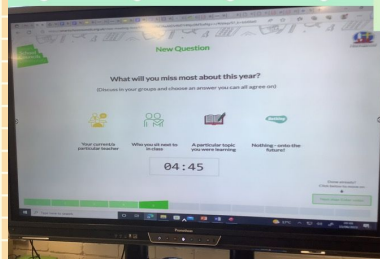 New Question
What will you miss most about this year?
(Discuss in your groups and choose an answer you can all agree on)
Your current/a particular teacher
Who you sit next to in class
A particular topic you were learning
Nothing - onto the future!
04:45